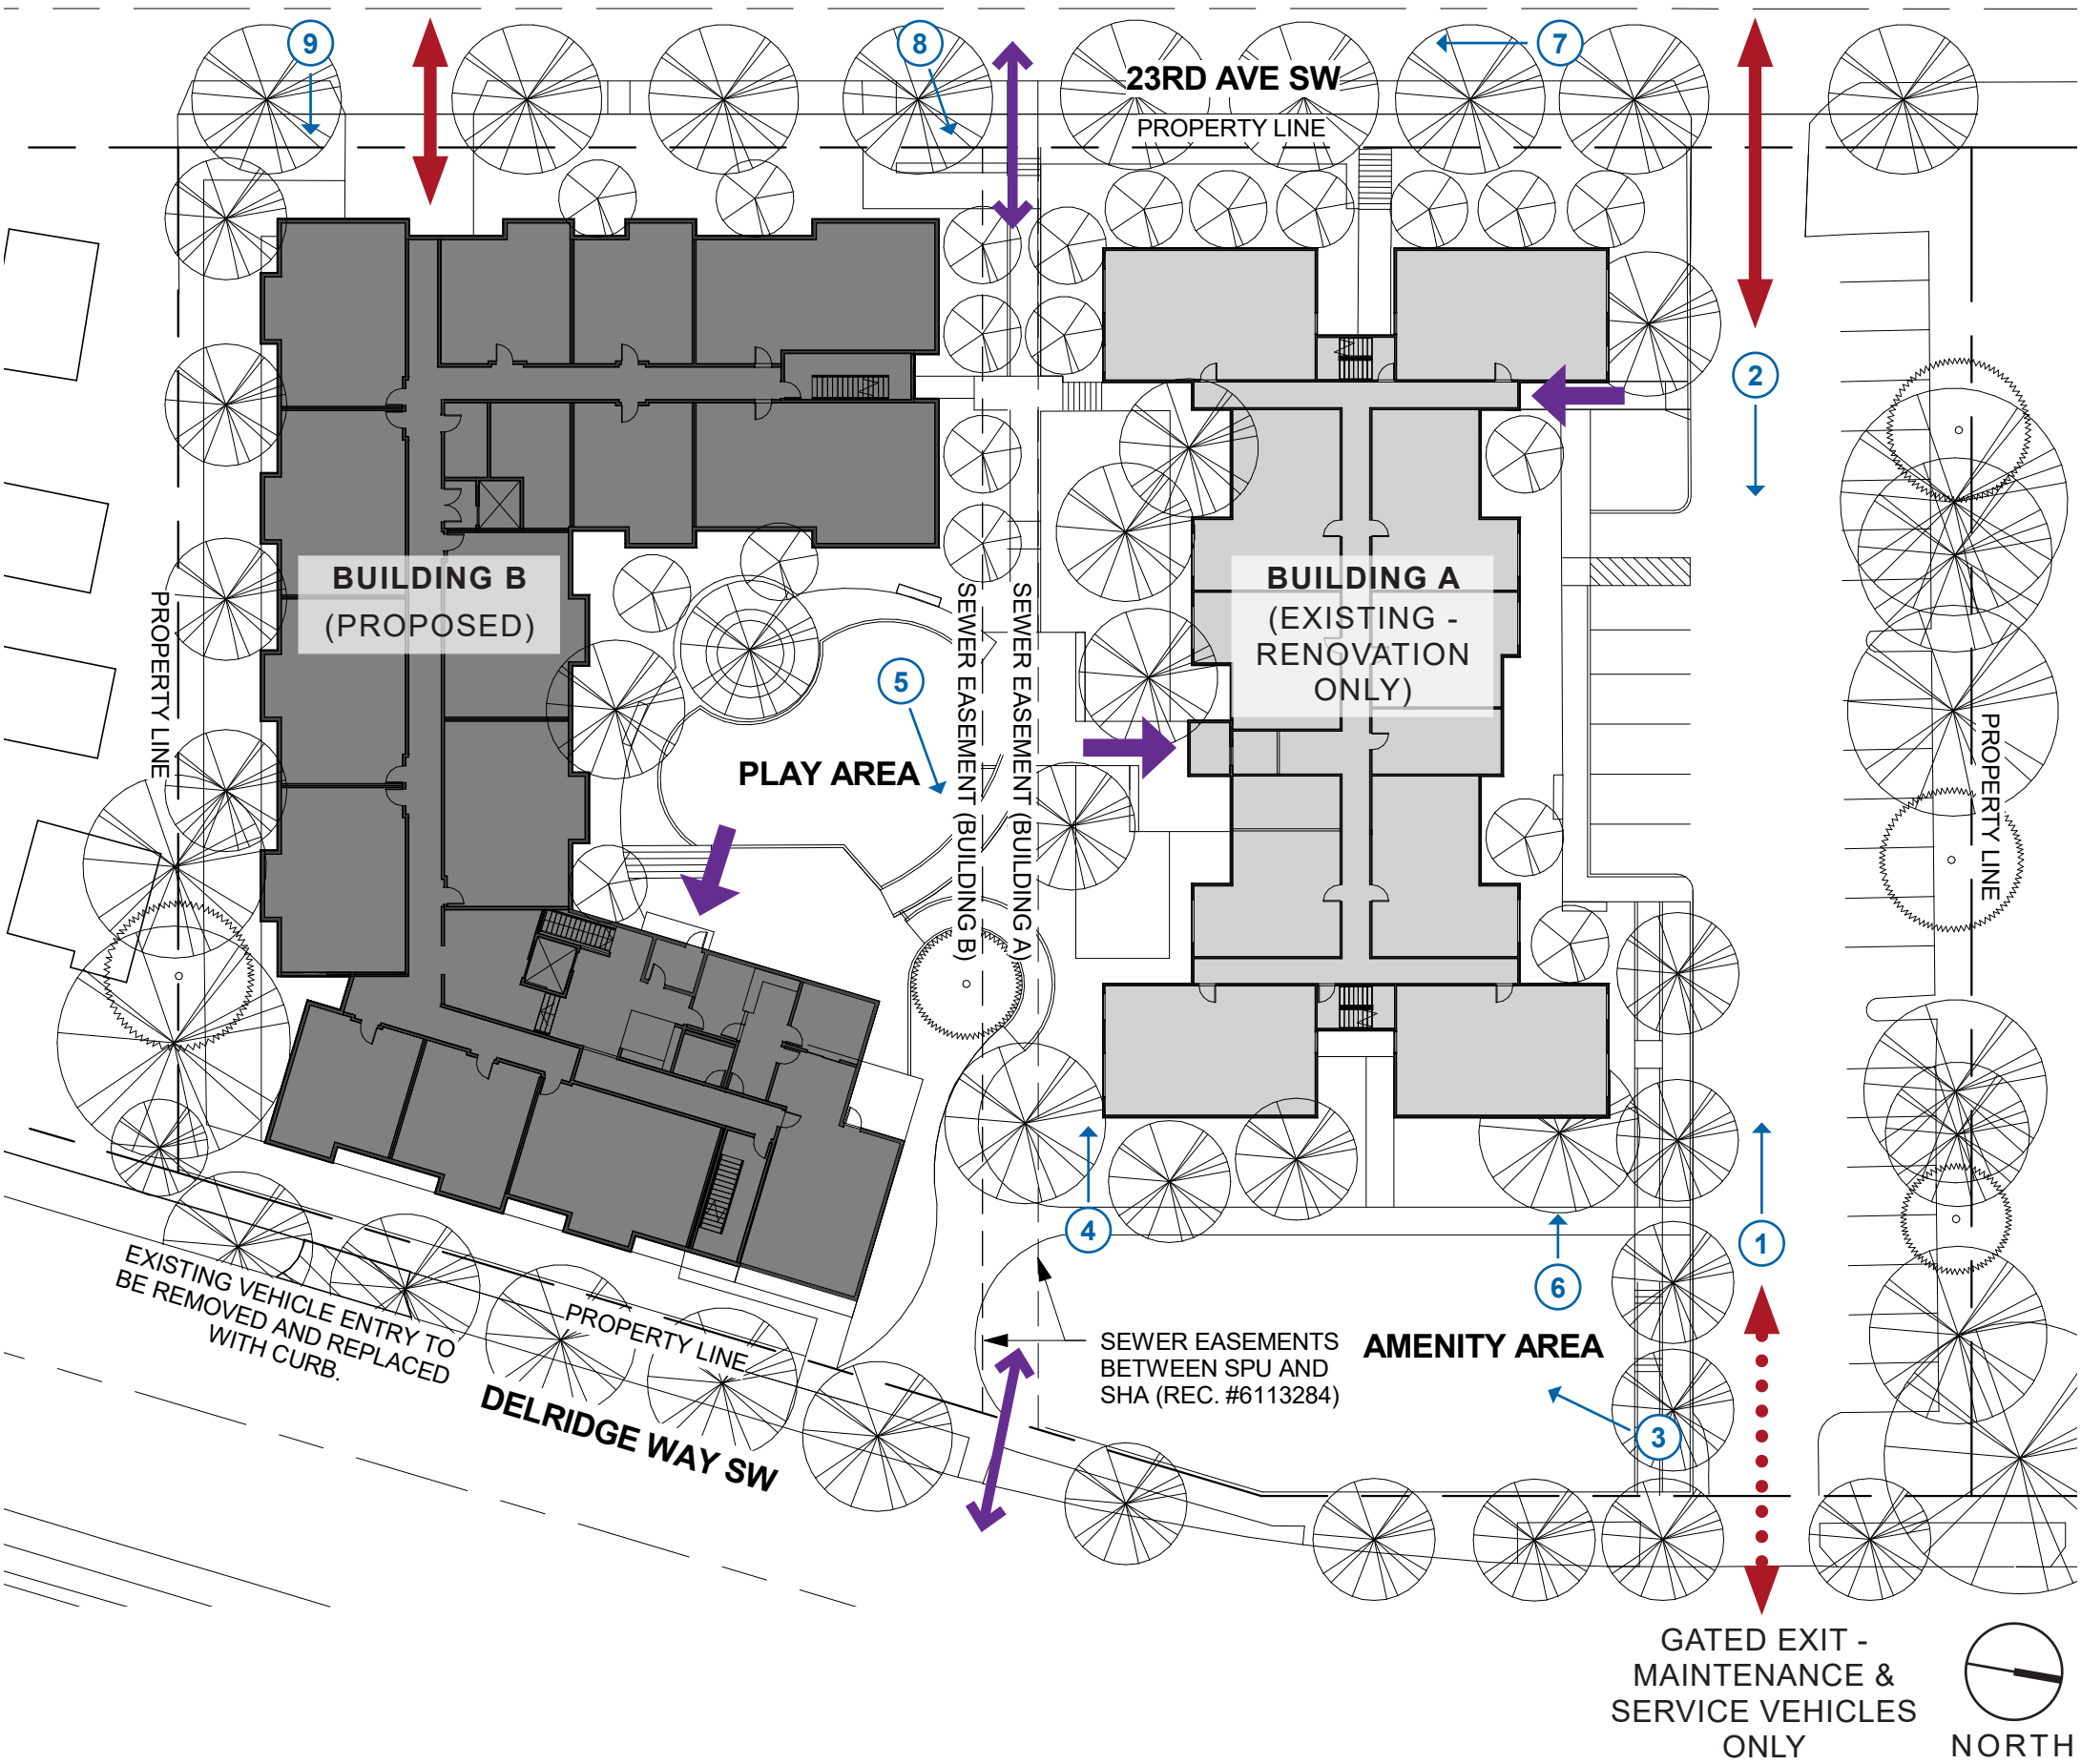 9
8
7
23RD AVE SW
PROPERTY LINE
2
BUILDING B
(PROPOSED)
BUILDING A
(EXISTING -
RENOVATION
ONLY)
PROPERTY LINE
5
PLAY AREA
SEWER EASEMENT (BUILDING B)
SEWER EASEMENT (BUILDING A)
PROPERTY LINE
4
1
6
EXISTING VEHICLE ENTRY TO
BE REMOVED AND REPLACED
WITH CURB.
PROPERTY LINE
DELRIDGE WAY SW
SEWER EASEMENTS
BETWEEN SPU AND
SHA (REC. #6113284)
AMENITY AREA
3
GATED EXIT -
MAINTENANCE &
SERVICE VEHICLES
ONLY
NORTH